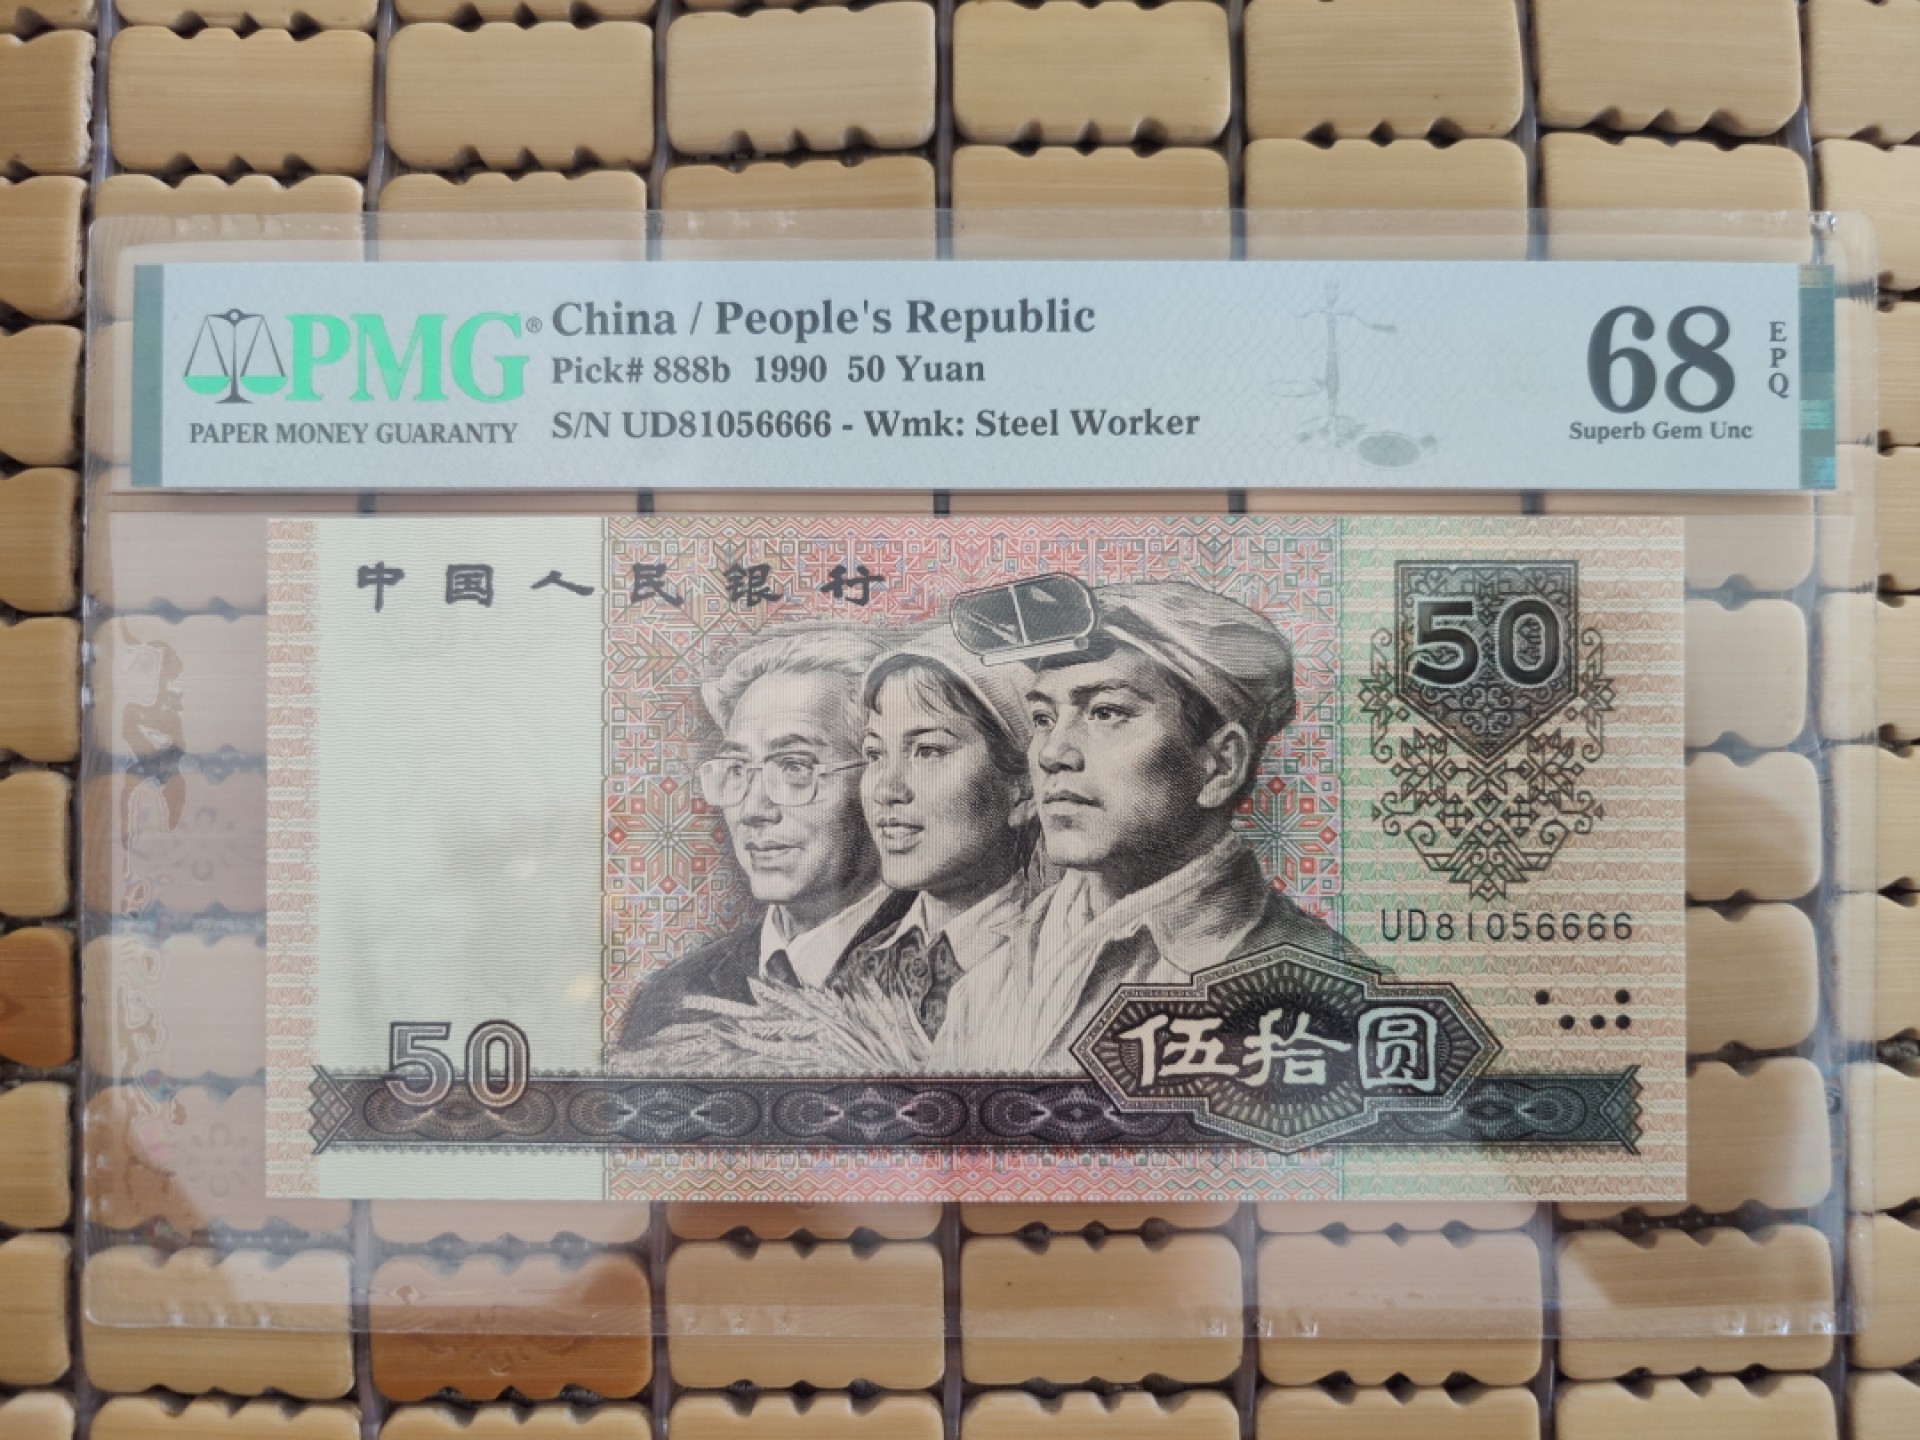 PMG®
PAPER MONEY GUARANTY
China / People's Republic
Pick# 888b 1990 50 Yuan
S/N UD81056666 - Wmk: Steel Worker
68
EPQ
Superb Gem Unc
中国人民银行
50
UD81056666
50
伍拾圆